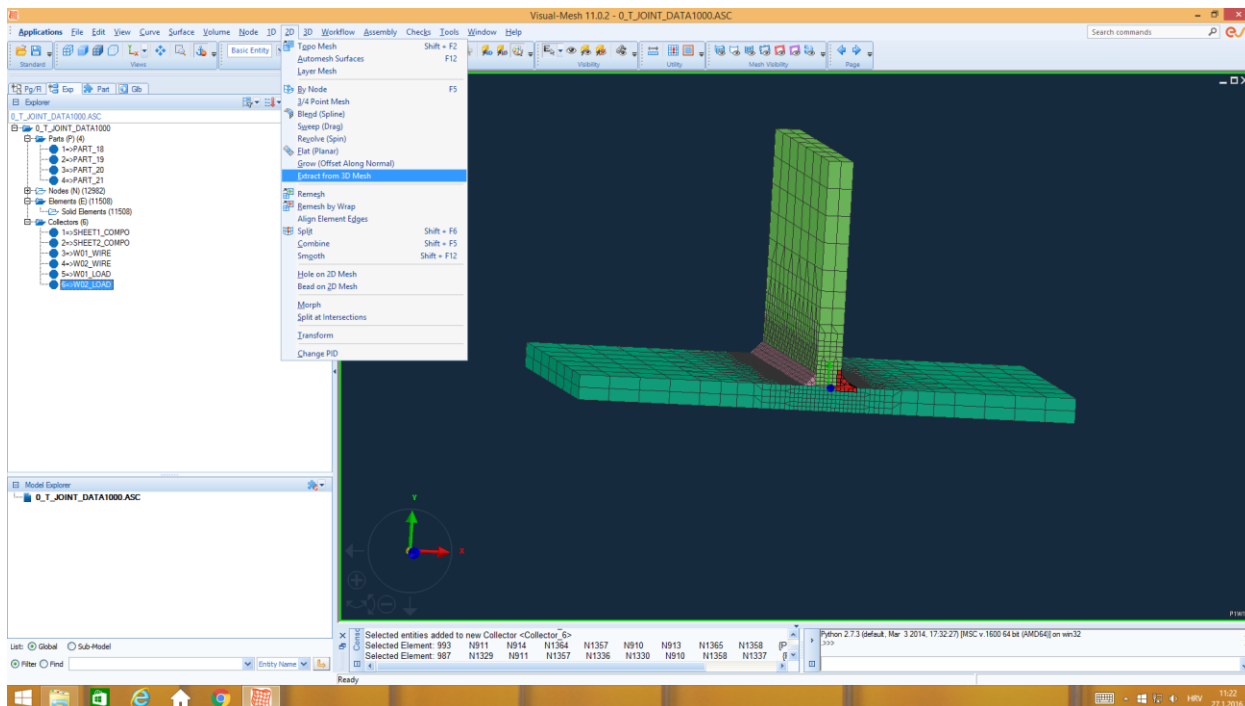 Visual-Mesh 11.0.2 - 0_T_JOINT_DATA1000.ASC
Applications File Edit View Curve Surface Volume Node 1D 2D 3D Workflow Assembly Checks Tools Window Help
Search commands
Basic Entity
Standard Views Visibility Utility Mesh Visibility Page
Topo Mesh Shift + F2
Automesh Surfaces F12
Layer Mesh
By Node F5
3/4 Point Mesh
Blend (Spline)
Sweep (Drag)
Revolve (Spin)
Flat (Planar)
Grow (Offset Along Normal)
Extract from 3D Mesh
Remesh
Remesh by Wrap
Align Element Edges
Split Shift + F6
Combine Shift + F5
Smooth Shift + F12
Hole on 2D Mesh
Bead on 2D Mesh
Morph
Split at Intersections
Transform
Change PID
Pg/R Exp Part Glb
Explorer
0_T_JOINT_DATA1000.ASC
0_T_JOINT_DATA1000
Parts (P) (4)
1=>PART_18
2=>PART_19
3=>PART_20
4=>PART_21
Nodes (N) (12982)
Elements (E) (11508)
Solid Elements (11508)
Collectors (6)
1=>SHEET1_COMPO
2=>SHEET2_COMPO
3=>W01_WIRE
4=>W02_WIRE
5=>W01_LOAD
6=>W02_LOAD
Model Explorer
0_T_JOINT_DATA1000.ASC
Y
X
P1W1
List: Global Sub-Model
Filter Find Entity Name
Selected entities added to new Collector <Collector_6>
Selected Element: 993 N911 N914 N1364 N1357 N910 N913 N1365 N1358 (P
Selected Element: 987 N1329 N911 N1357 N1336 N1330 N910 N1358 N1337
Python 2.7.3 (default, Mar 3 2014, 17:32:27) [MSC v.1600 64 bit (AMD64)] on win32
>>>
Ready
HRV
11:22
27.1.2016